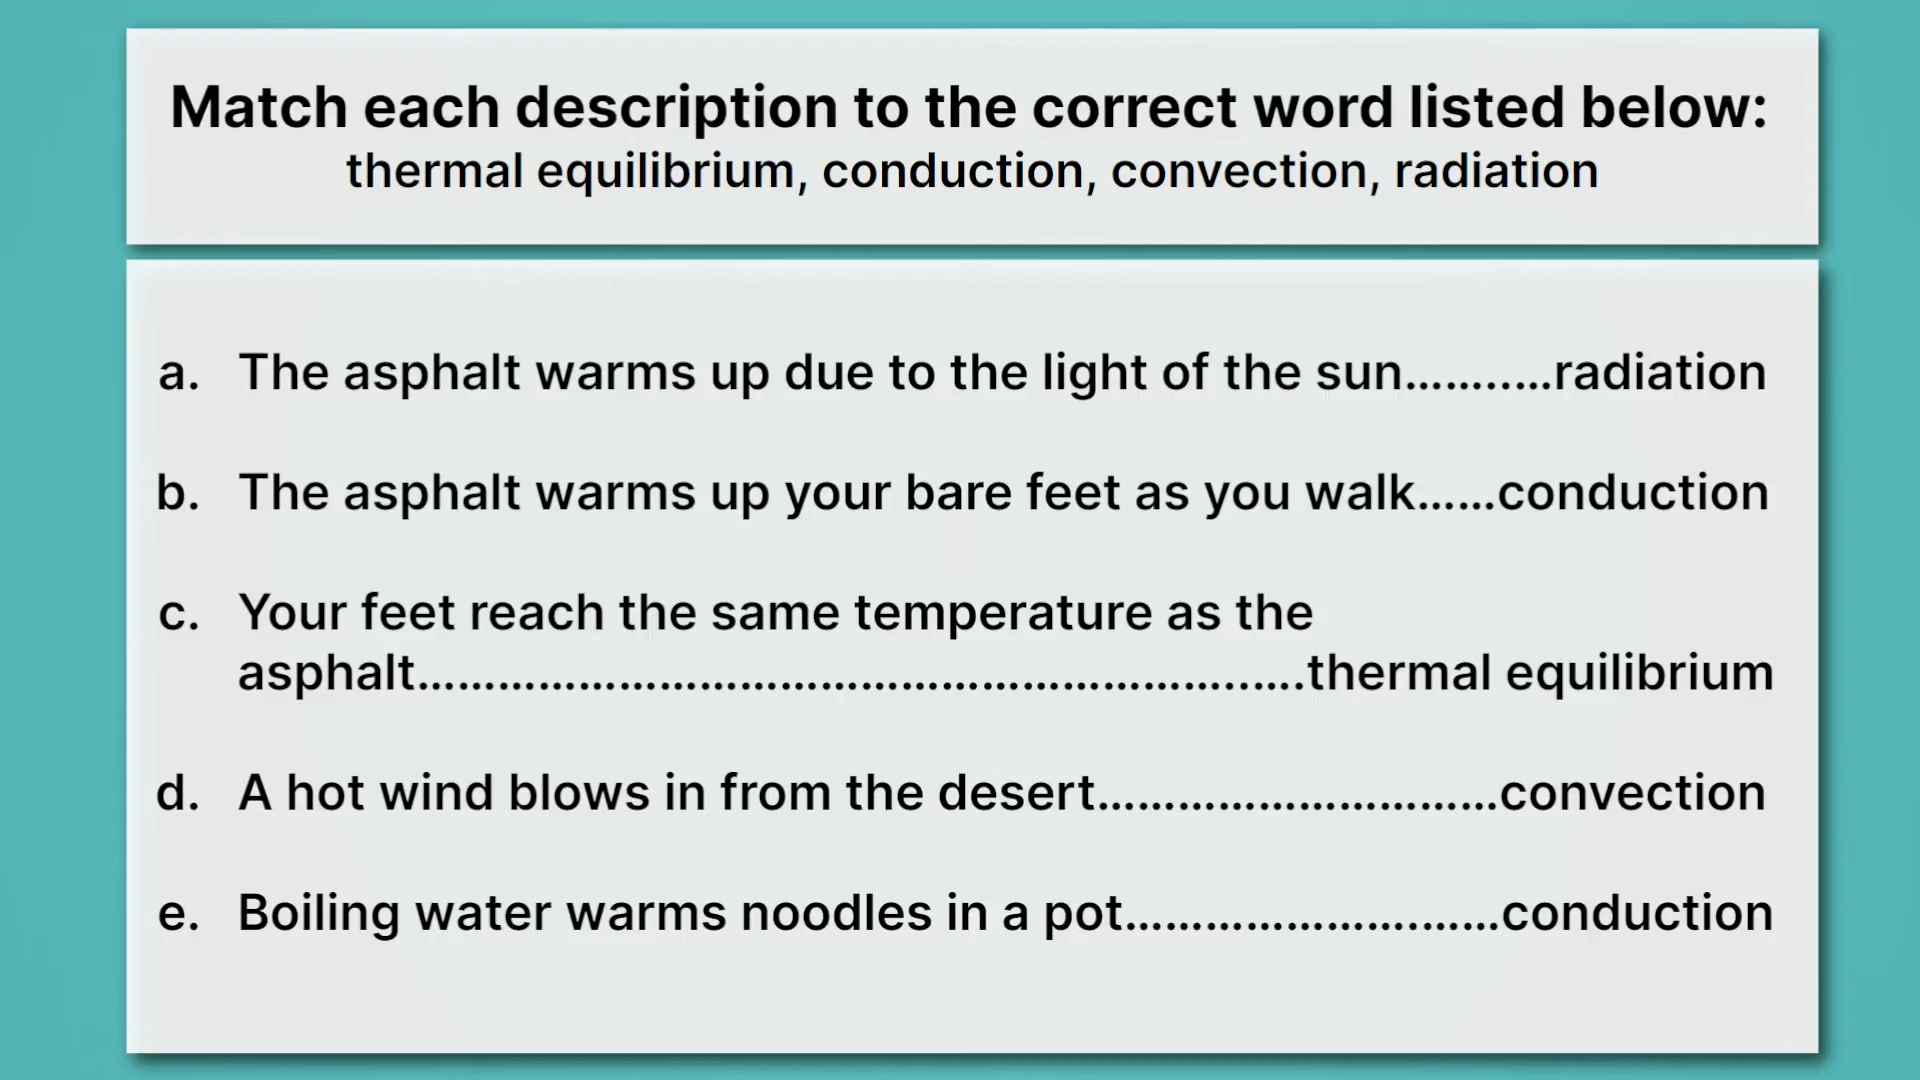 Match each description to the correct word listed below:
thermal equilibrium, conduction, convection, radiation
a. The asphalt warms up due to the light of the sun...........radiation
b. The asphalt warms up your bare feet as you walk......conduction
c. Your feet reach the same temperature as the
asphalt..................................................................thermal equilibrium
d. A hot wind blows in from the desert..............................convection
e. Boiling water warms noodles in a pot............................conduction